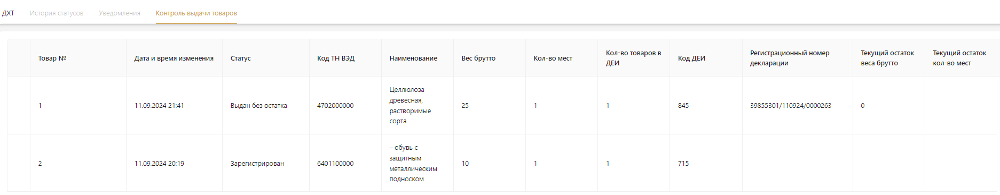 ДХТ История статусов Уведомления Контроль выдачи товаров
Товар № Дата и время изменения Статус Код ТН ВЭД Наименование Вес брутто Кол-во мест Кол-во товаров в ДЕИ Код ДЕИ Регистрационный номер декларации Текущий остаток веса брутто Текущий остаток кол-во мест
1 11.09.2024 21:41 Выдан без остатка 4702000000 Целлюлоза древесная, растворимые сорта 25 1 1 845 39855301/110924/0000263 0
2 11.09.2024 20:19 Зарегистрирован 6401100000 – обувь с защитным металлическим подноском 10 1 1 715